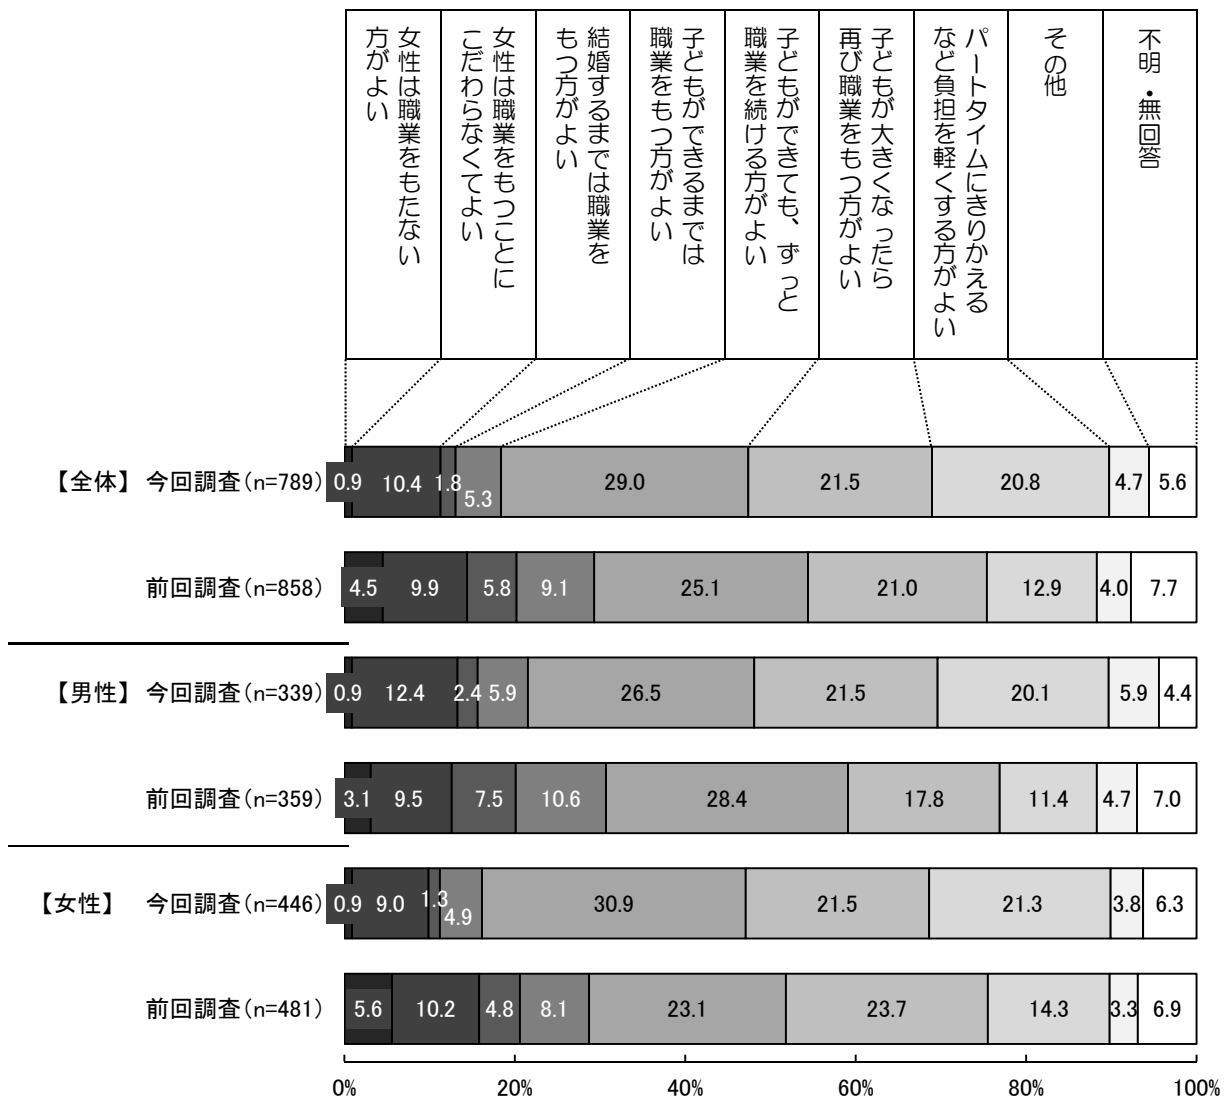 女性は職業をもたない
方がよい
女性は職業をもつことに
こだわらなくてよい
結婚するまでは職業を
もつ方がよい
子どもができるまでは
職業をもつ方がよい
子どもができても、ずっと
職業を続ける方がよい
子どもが大きくなったら
再び職業をもつ方がよい
パートタイムにきりかえる
など負担を軽くする方がよい
その他
不明・無回答
【全体】 今回調査(n=789) 0.9 10.4 1.8 5.3 29.0 21.5 20.8 4.7 5.6
前回調査(n=858) 4.5 9.9 5.8 9.1 25.1 21.0 12.9 4.0 7.7
【男性】 今回調査(n=339) 0.9 12.4 2.4 5.9 26.5 21.5 20.1 5.9 4.4
前回調査(n=359) 3.1 9.5 7.5 10.6 28.4 17.8 11.4 4.7 7.0
【女性】 今回調査(n=446) 0.9 9.0 1.3 4.9 30.9 21.5 21.3 3.8 6.3
前回調査(n=481) 5.6 10.2 4.8 8.1 23.1 23.7 14.3 3.3 6.9
0% 20% 40% 60% 80% 100%